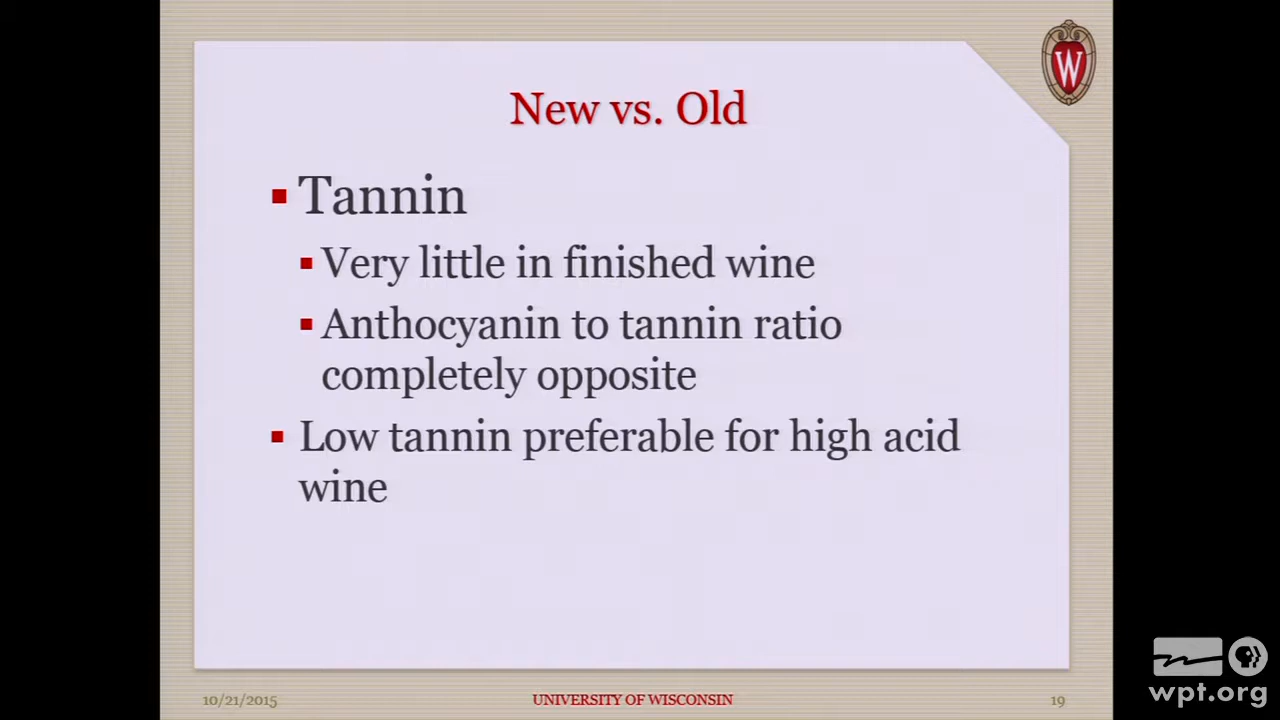 W
New vs. Old
Tannin
Very little in finished wine
Anthocyanin to tannin ratio
completely opposite
Low tannin preferable for high acid
wine
10/21/2015
UNIVERSITY OF WISCONSIN
19
wpt.org